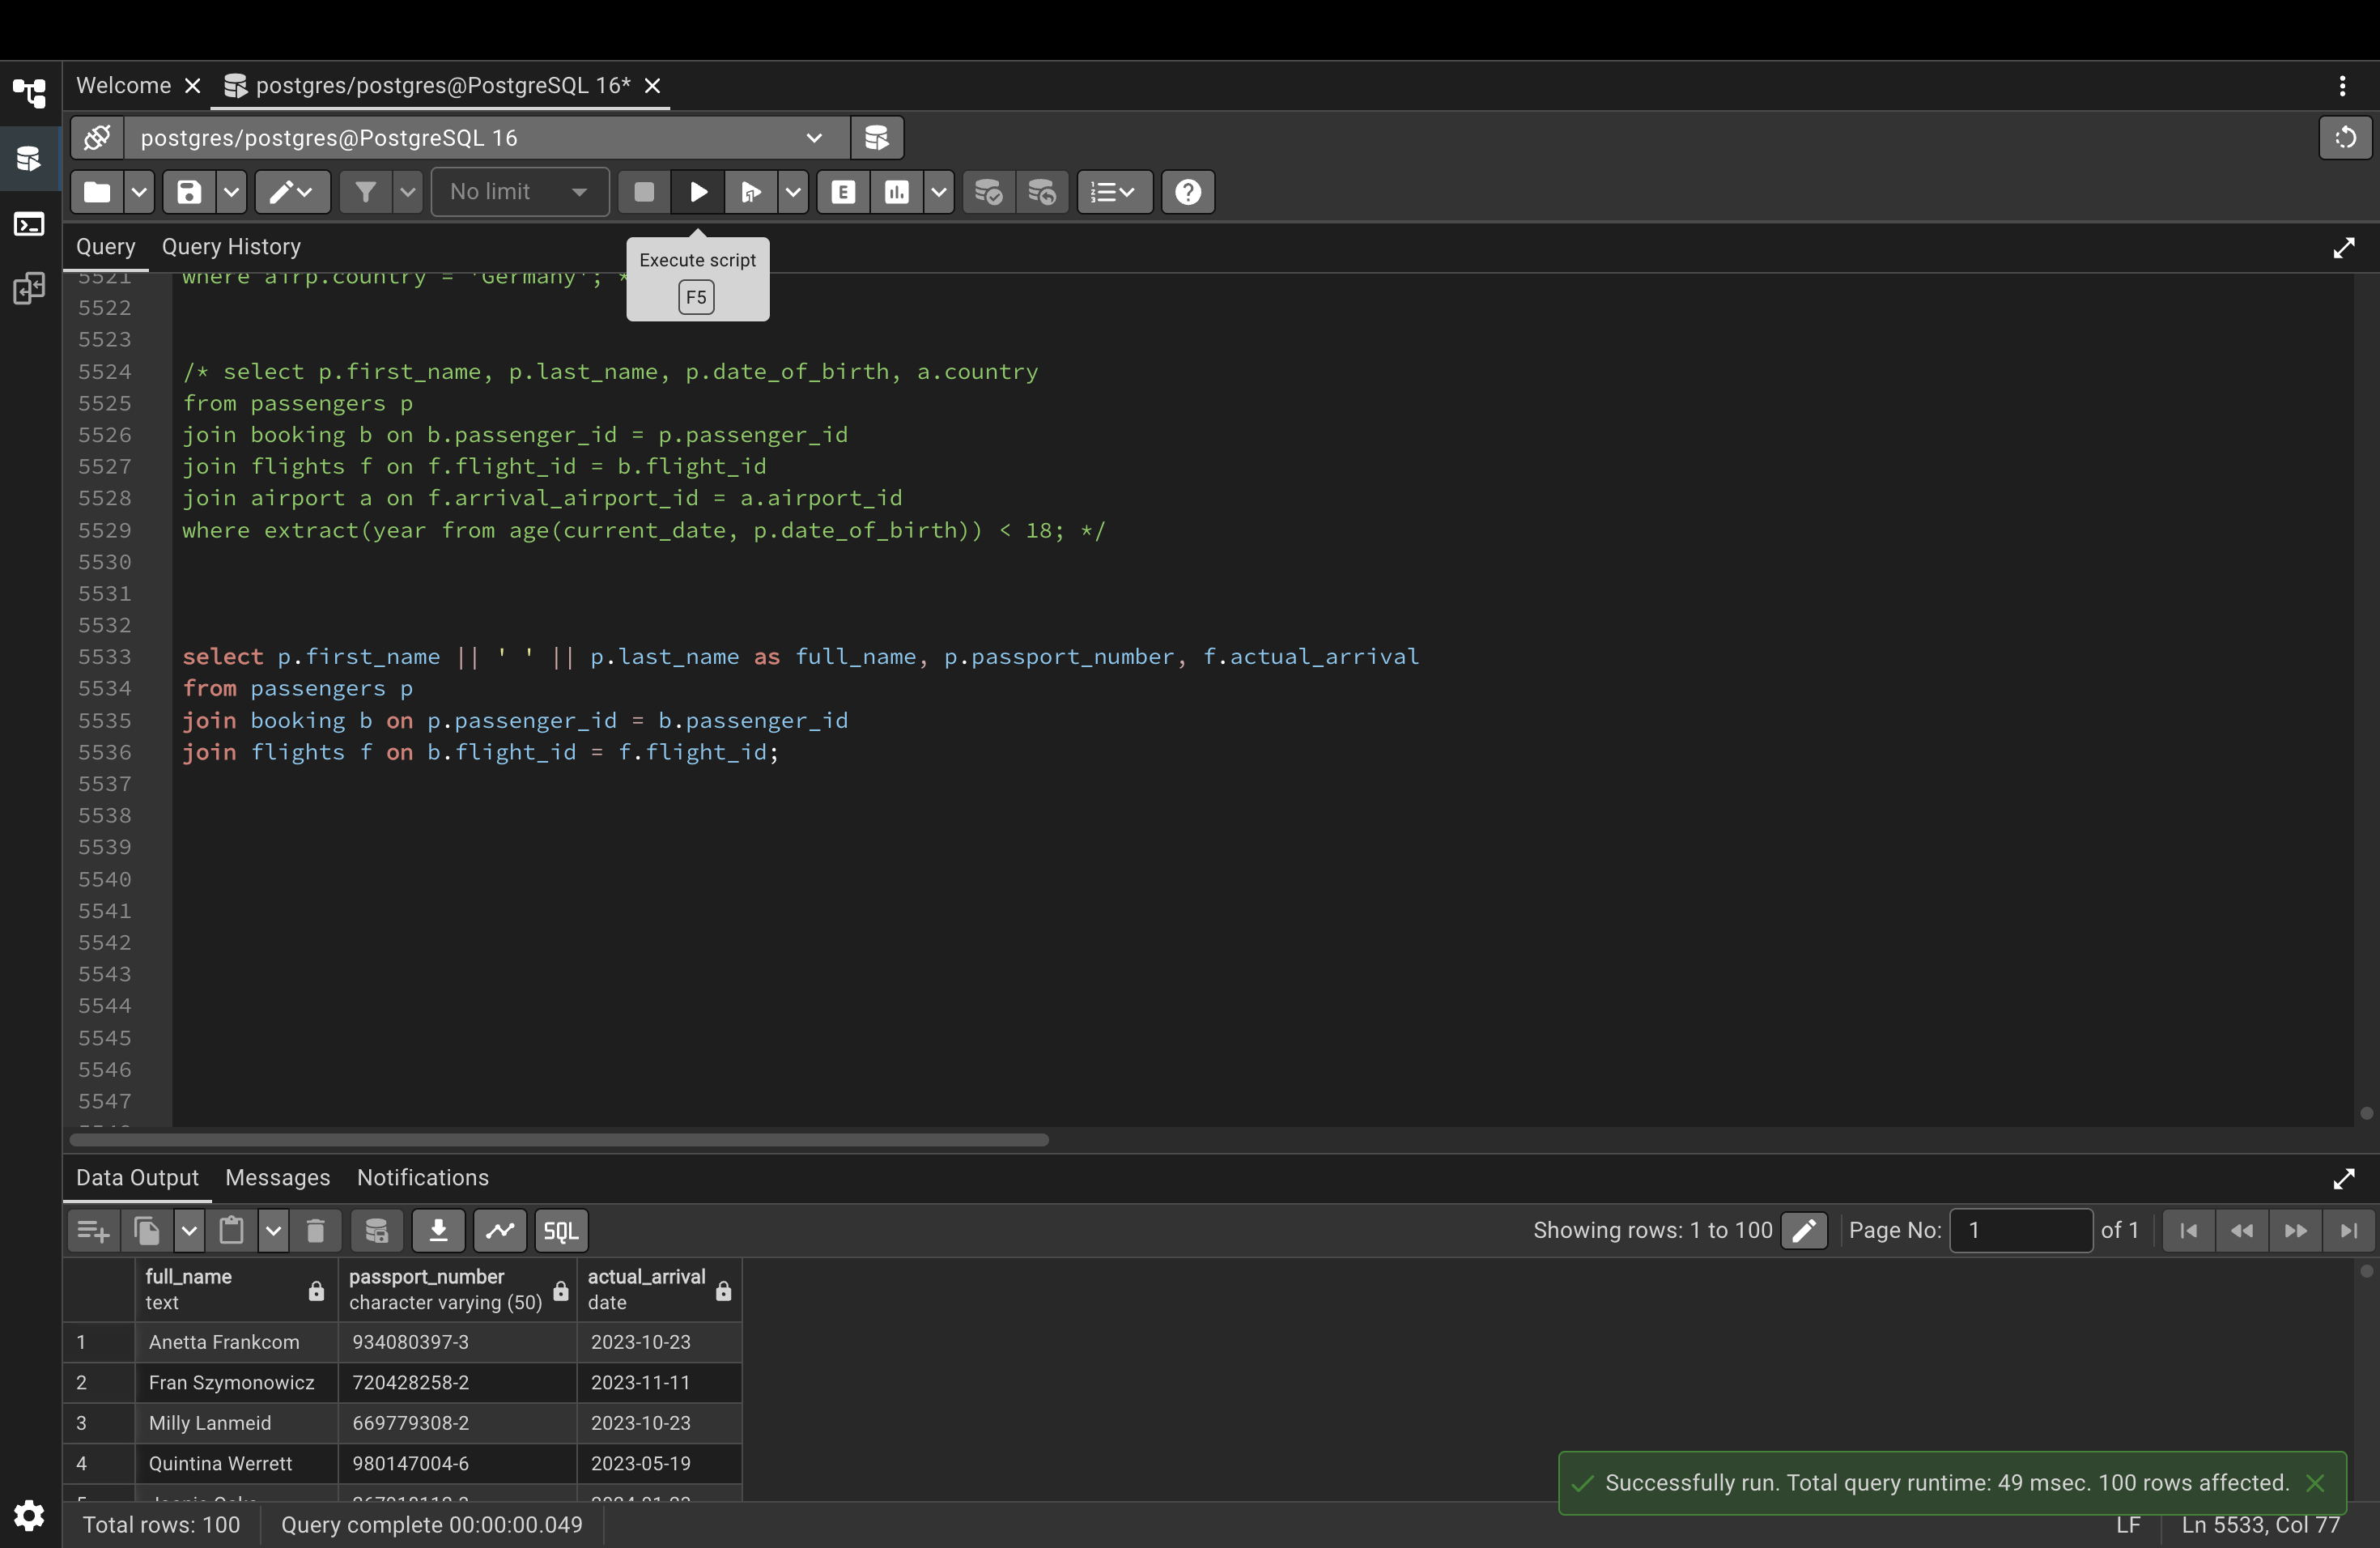 Welcome
postgres/postgres@PostgreSQL 16*
postgres/postgres@PostgreSQL 16
No limit
E
Query
Query History
Execute script
F5
5521 where airp.country = 'Germany'; *
5522
5523
5524 /* select p.first_name, p.last_name, p.date_of_birth, a.country
5525 from passengers p
5526 join booking b on b.passenger_id = p.passenger_id
5527 join flights f on f.flight_id = b.flight_id
5528 join airport a on f.arrival_airport_id = a.airport_id
5529 where extract(year from age(current_date, p.date_of_birth)) < 18; */
5530
5531
5532
5533 select p.first_name || ' ' || p.last_name as full_name, p.passport_number, f.actual_arrival
5534 from passengers p
5535 join booking b on p.passenger_id = b.passenger_id
5536 join flights f on b.flight_id = f.flight_id;
5537
5538
5539
5540
5541
5542
5543
5544
5545
5546
5547
Data Output
Messages
Notifications
SQL
Showing rows: 1 to 100
Page No: 1 of 1
full_name passport_number actual_arrival
text character varying (50) date
1 Anetta Frankcom 934080397-3 2023-10-23
2 Fran Szymonowicz 720428258-2 2023-11-11
3 Milly Lanmeid 669779308-2 2023-10-23
4 Quintina Werrett 980147004-6 2023-05-19
Successfully run. Total query runtime: 49 msec. 100 rows affected.
Total rows: 100
Query complete 00:00:00.049
LF
Ln 5533, Col 77